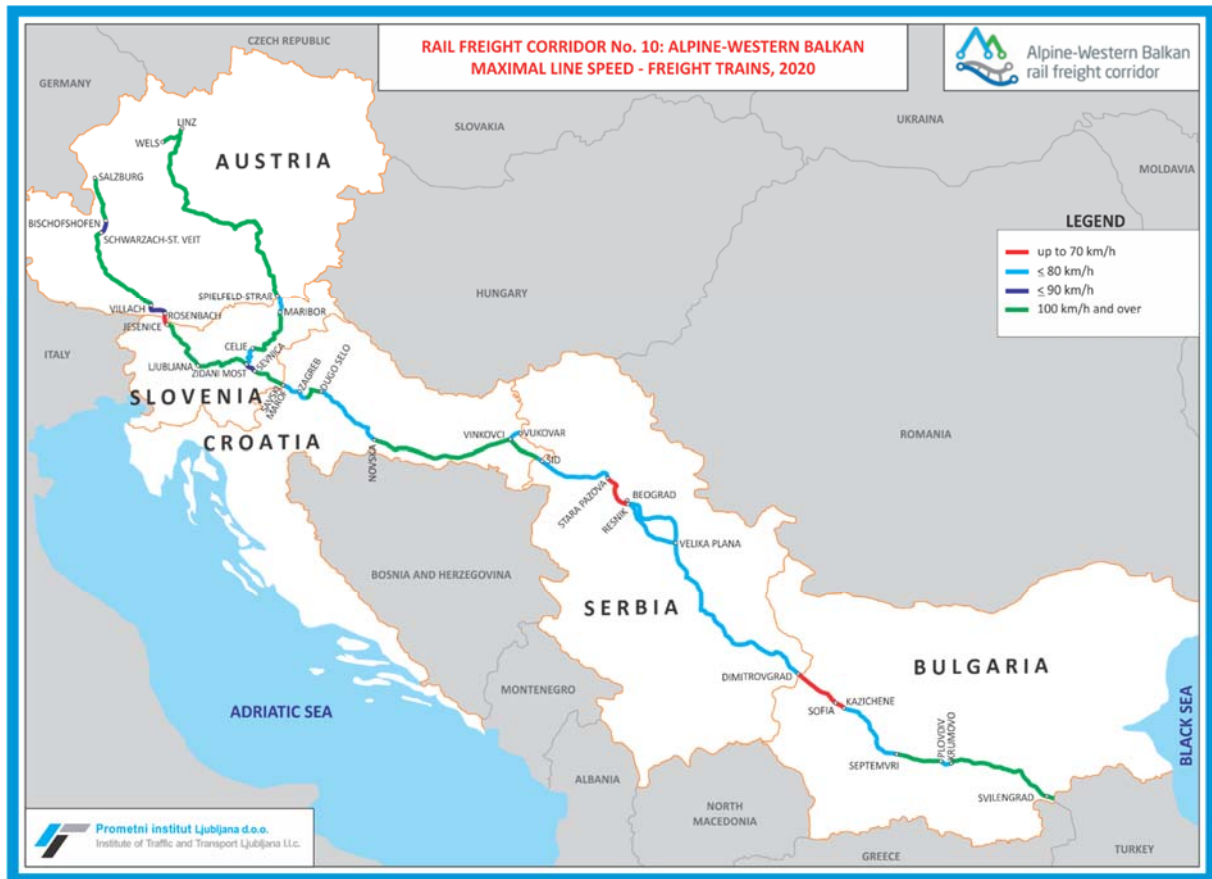 RAIL FREIGHT CORRIDOR No. 10: ALPINE-WESTERN BALKAN
MAXIMAL LINE SPEED - FREIGHT TRAINS, 2020
Alpine-Western Balkan
rail freight corridor
CZECH REPUBLIC
GERMANY
SLOVAKIA
UKRAINE
MOLDAVIA
LINZ
WELS
AUSTRIA
SALZBURG
BISCHOFSHOFEN
SCHWARZACH-ST. VEIT
LEGEND
up to 70 km/h
≤ 80 km/h
≤ 90 km/h
100 km/h and over
HUNGARY
SPIELFELD-STRAß
VILLACH
ROSENBACH
MARIBOR
JESENICE
ITALY
CELJE
SEVNICA
LJUBLJANA
ZIDANI MOST
ZAGREB
DUGO SELO
SLOVENIA
SAVSKI
MAROF
CROATIA
ROMANIA
VINKOVCI
VUKOVAR
NOVSKA
ŠID
STARA PAZOVA
BEOGRAD
RESNIK
VELIKA PLANA
BOSNIA AND HERZEGOVINA
SERBIA
BULGARIA
DIMITROVGRAD
MONTENEGRO
KAZICHENE
SOFIA
ADRIATIC SEA
BLACK SEA
PLOVDIV
KRUMOVO
SEPTEMVRI
ALBANIA
SVILENGRAD
NORTH
MACEDONIA
GREECE
TURKEY
Prometni institut Ljubljana d.o.o.
Institute of Traffic and Transport Ljubljana l.l.c.